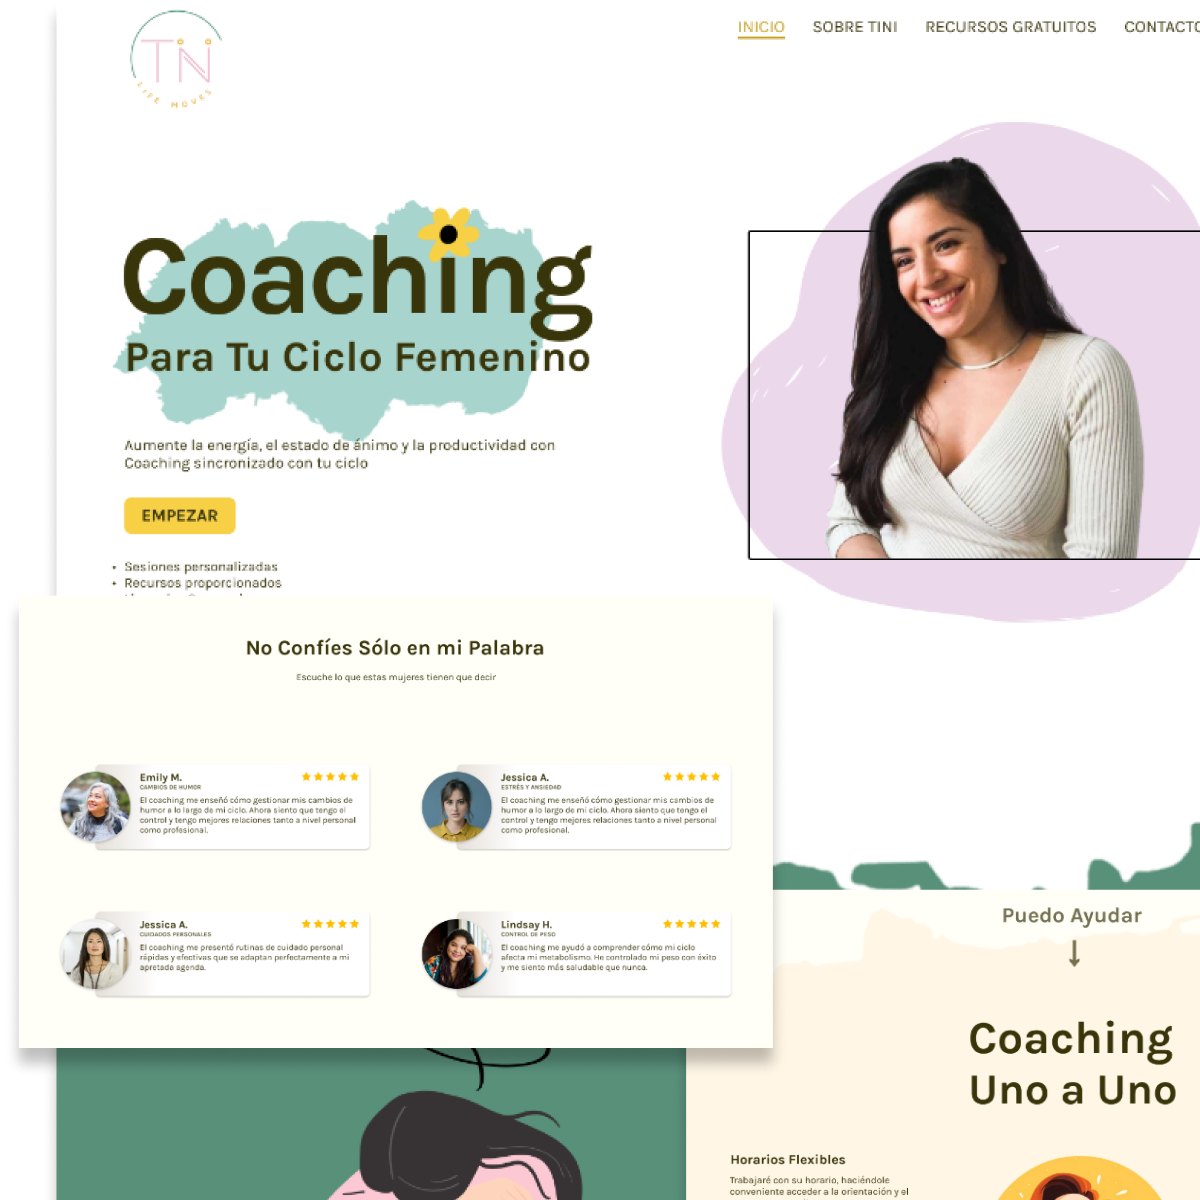 TiNi
LIFE MOVES
INICIO
SOBRE TINI
RECURSOS GRATUITOS
CONTACTO
Coaching
Para Tu Ciclo Femenino
Aumente la energía, el estado de ánimo y la productividad con
Coaching sincronizado con tu ciclo
EMPEZAR
• Sesiones personalizadas
• Recursos proporcionados
No Confíes Sólo en mi Palabra
Escuche lo que estas mujeres tienen que decir
Emily M.
CAMBIOS DE HUMOR
El coaching me enseñó cómo gestionar mis cambios de
humor a lo largo de mi ciclo. Ahora siento que tengo el
control y tengo mejores relaciones tanto a nivel personal
como profesional.
Jessica A.
ESTRÉS Y ANSIEDAD
El coaching me enseñó cómo gestionar mis cambios de
humor a lo largo de mi ciclo. Ahora siento que tengo el
control y tengo mejores relaciones tanto a nivel personal
como profesional.
Jessica A.
CUIDADOS PERSONALES
El coaching me presentó rutinas de cuidado personal
rápidas y efectivas que se adaptan perfectamente a mi
apretada agenda.
Lindsay H.
CONTROL DE PESO
El coaching me ayudó a comprender cómo mi ciclo
afecta mi metabolismo. He controlado mi peso con éxito
y me siento más saludable que nunca.
Puedo Ayudar
Coaching
Uno a Uno
Horarios Flexibles
Trabajaré con su horario, haciéndole
conveniente acceder a la orientación y el